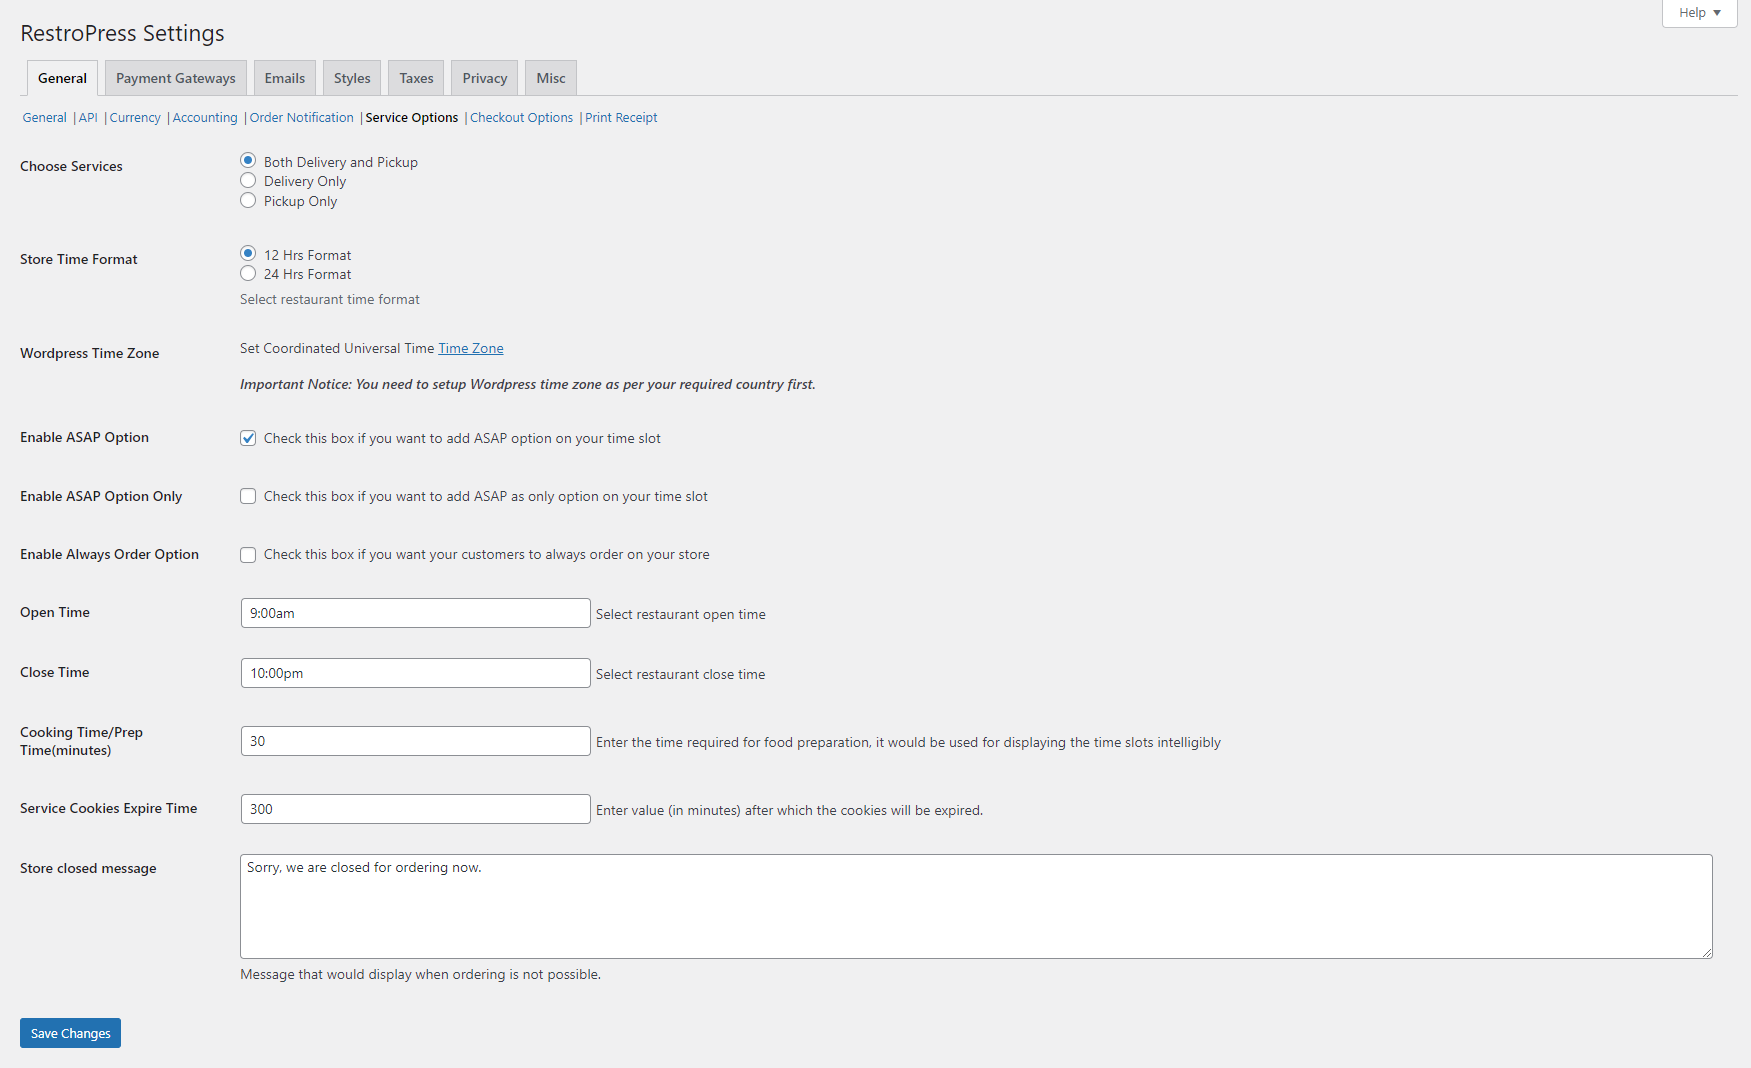 Help ▼
RestroPress Settings
General Payment Gateways Emails Styles Taxes Privacy Misc
General | API | Currency | Accounting | Order Notification | Service Options | Checkout Options | Print Receipt
Choose Services
Both Delivery and Pickup
Delivery Only
Pickup Only
Store Time Format
12 Hrs Format
24 Hrs Format
Select restaurant time format
Wordpress Time Zone
Set Coordinated Universal Time Time Zone
Important Notice: You need to setup Wordpress time zone as per your required country first.
Enable ASAP Option
Check this box if you want to add ASAP option on your time slot
Enable ASAP Option Only
Check this box if you want to add ASAP as only option on your time slot
Enable Always Order Option
Check this box if you want your customers to always order on your store
Open Time
9:00am
Select restaurant open time
Close Time
10:00pm
Select restaurant close time
Cooking Time/Prep
Time(minutes)
30
Enter the time required for food preparation, it would be used for displaying the time slots intelligibly
Service Cookies Expire Time
300
Enter value (in minutes) after which the cookies will be expired.
Store closed message
Sorry, we are closed for ordering now.
Message that would display when ordering is not possible.
Save Changes